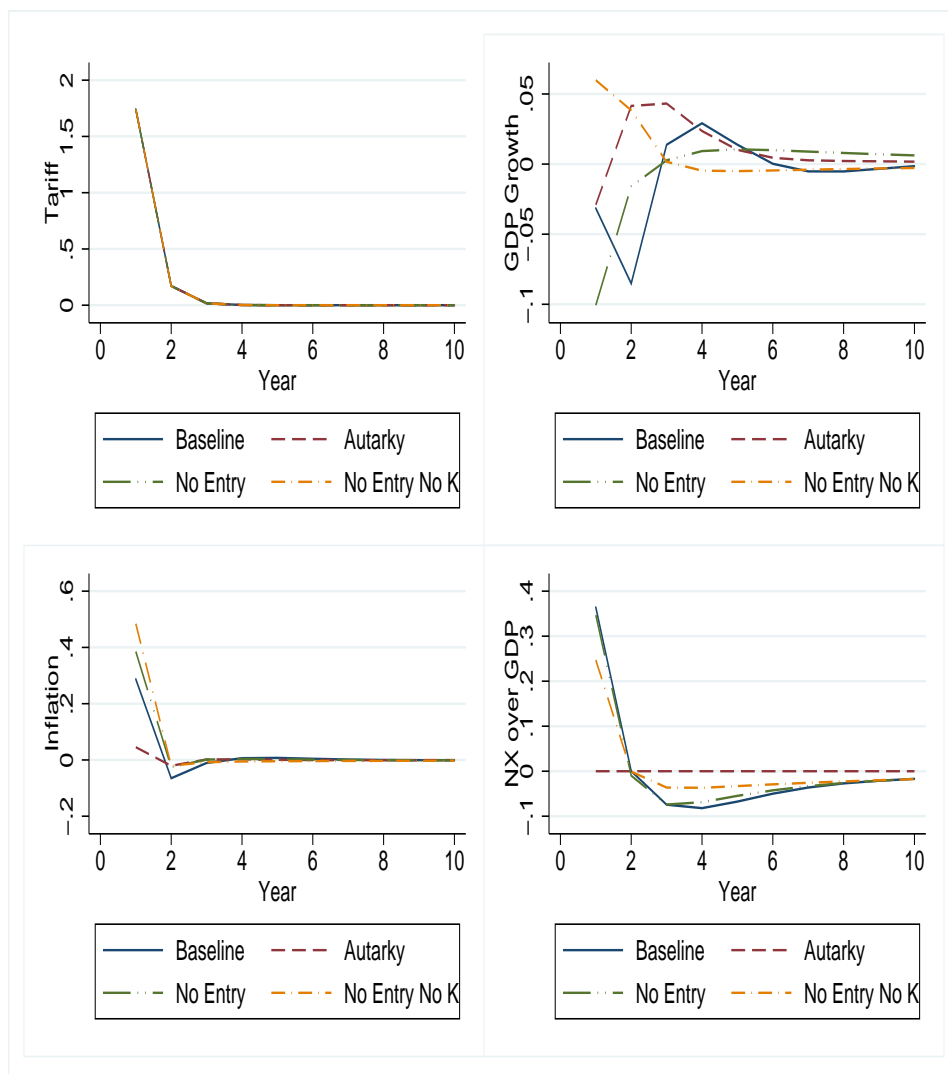 Tariff
2
1.5
1
.5
0
0 2 4 6 8 10
Year
Baseline Autarky
No Entry No Entry No K
GDP Growth
.05
0
-.05
-.1
0 2 4 6 8 10
Year
Baseline Autarky
No Entry No Entry No K
Inflation
.6
.4
.2
0
-.2
0 2 4 6 8 10
Year
Baseline Autarky
No Entry No Entry No K
NX over GDP
.4
.3
.2
.1
0
-.1
0 2 4 6 8 10
Year
Baseline Autarky
No Entry No Entry No K